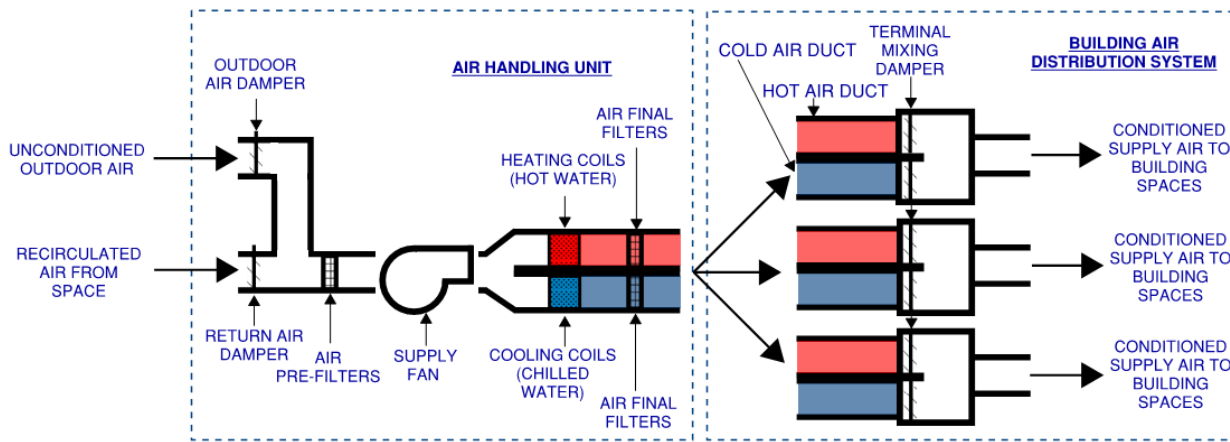 OUTDOOR
AIR DAMPER
AIR HANDLING UNIT
UNCONDITIONED
OUTDOOR AIR
RECIRCULATED
AIR FROM
SPACE
RETURN AIR
DAMPER
AIR
PRE-FILTERS
SUPPLY
FAN
HEATING COILS
(HOT WATER)
AIR FINAL
FILTERS
COOLING COILS
(CHILLED
WATER)
AIR FINAL
FILTERS
COLD AIR DUCT
HOT AIR DUCT
TERMINAL
MIXING
DAMPER
BUILDING AIR
DISTRIBUTION SYSTEM
CONDITIONED
SUPPLY AIR TO
BUILDING
SPACES
CONDITIONED
SUPPLY AIR TO
BUILDING
SPACES
CONDITIONED
SUPPLY AIR TO
BUILDING
SPACES